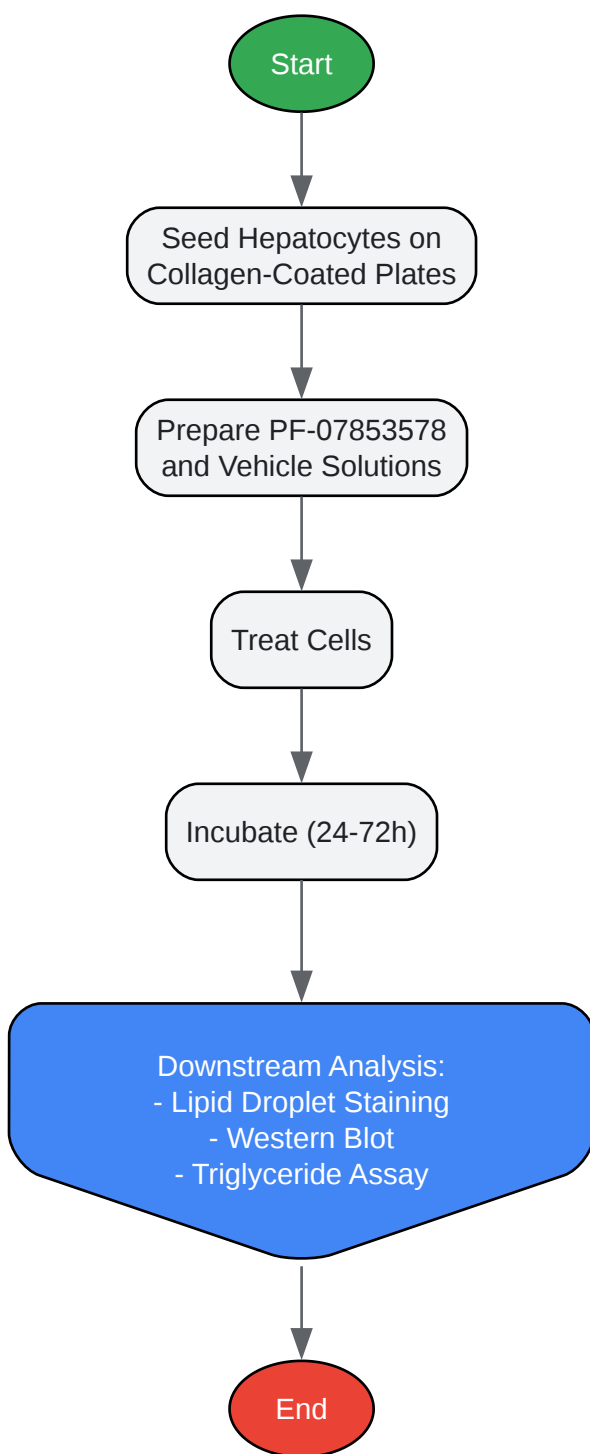 Start
Seed Hepatocytes on
Collagen-Coated Plates
Prepare PF-07853578
and Vehicle Solutions
Treat Cells
Incubate (24-72h)
Downstream Analysis:
- Lipid Droplet Staining
- Western Blot
- Triglyceride Assay
End